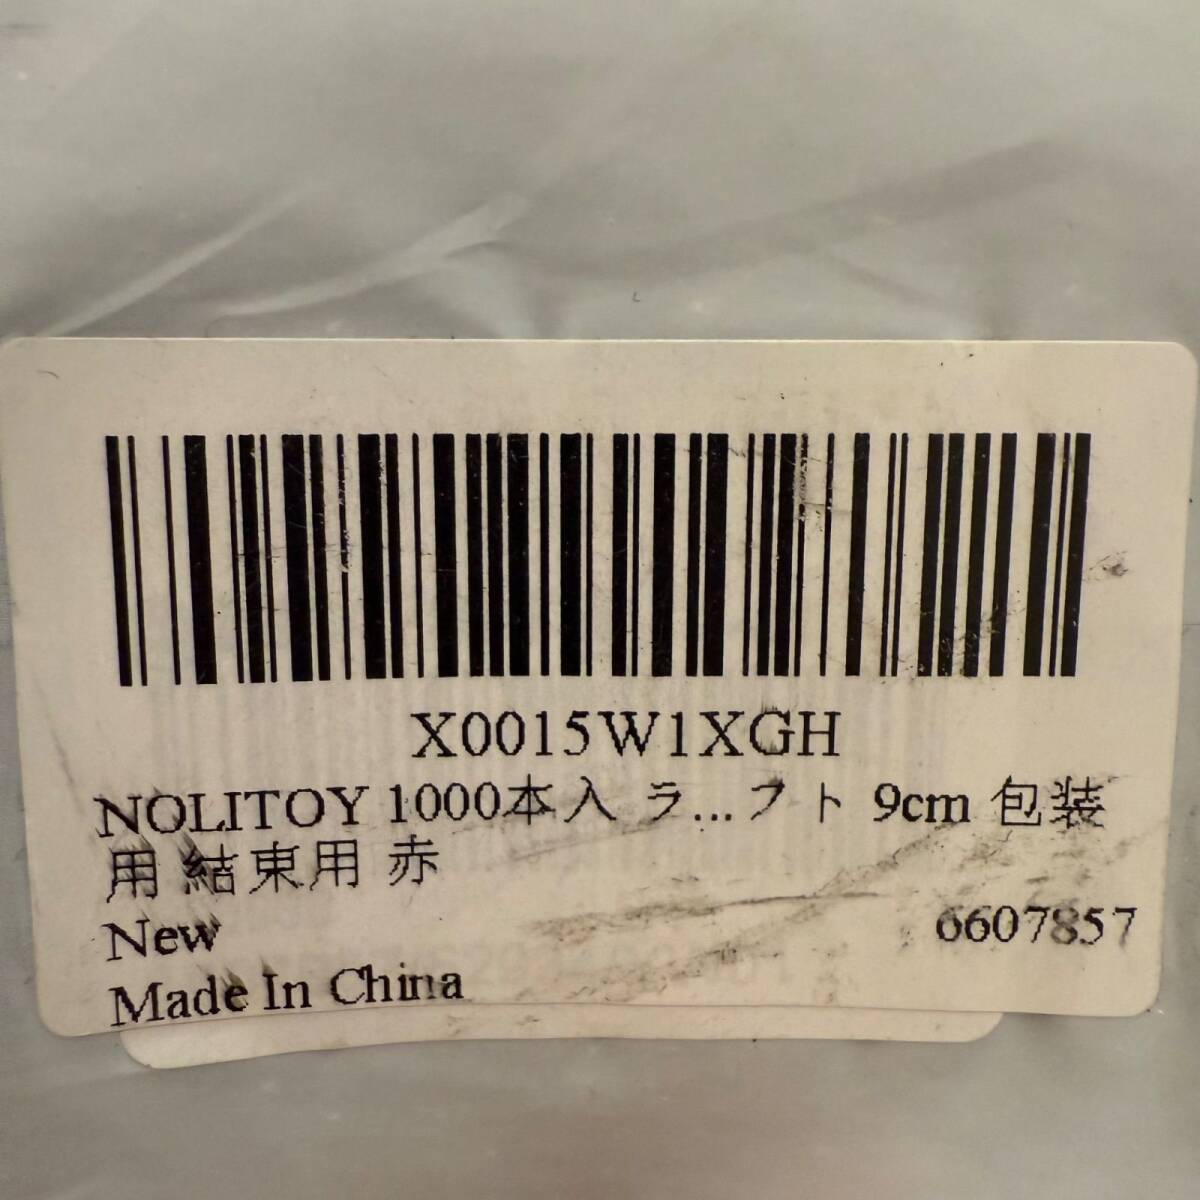 X0015W1XGH
NOLITOY 1000本入 ラ...フト 9cm 包装
用 結束用 赤
New 6607857
Made In China